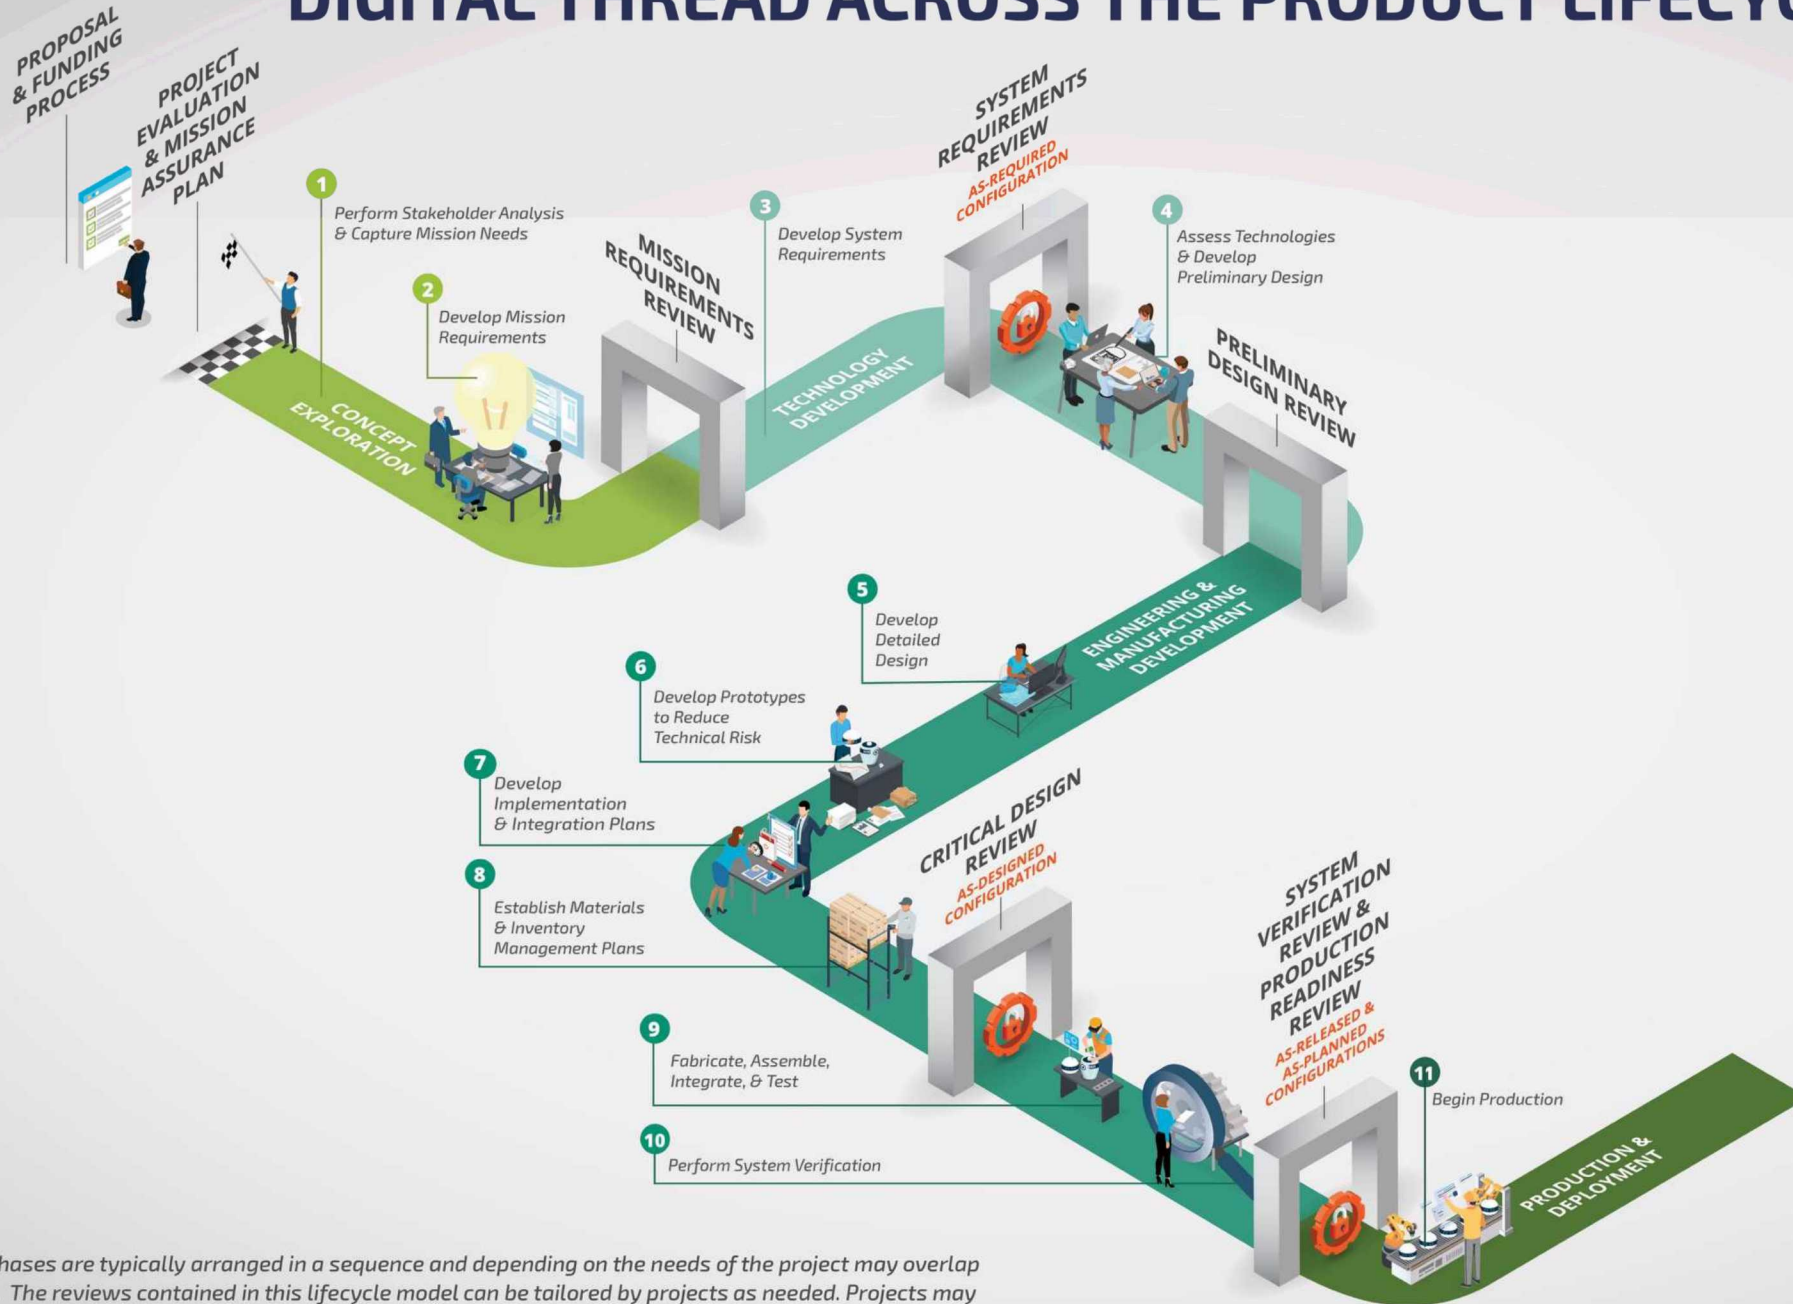 DIGITAL THREAD ACROSS THE PRODUCT
PROPOSAL
& FUNDING
PROCESS
PROJECT
EVALUATION
& MISSION
ASSURANCE
PLAN
1
Perform Stakeholder Analysis
& Capture Mission Needs
2
Develop Mission
Requirements
CONCEPT
EXPLORATION
MISSION
REQUIREMENTS
REVIEW
3
Develop System
Requirements
TECHNOLOGY
DEVELOPMENT
SYSTEM
REQUIREMENTS
REVIEW
AS-REQUIRED
CONFIGURATION
4
Assess Technologies
& Develop
Preliminary Design
PRELIMINARY
DESIGN REVIEW
ENGINEERING &
MANUFACTURING
DEVELOPMENT
5
Develop
Detailed
Design
6
Develop Prototypes
to Reduce
Technical Risk
7
Develop
Implementation
& Integration Plans
8
Establish Materials
& Inventory
Management Plans
CRITICAL DESIGN
REVIEW
AS-DESIGNED
CONFIGURATION
9
Fabricate, Assemble,
Integrate, & Test
10
Perform System Verification
SYSTEM
VERIFICATION
REVIEW &
PRODUCTION
READINESS
REVIEW
AS-RELEASED &
AS-PLANNED
CONFIGURATIONS
11
Begin Production
PRODUCTION &
DEPLOYMENT
are typically arranged in a sequence and depending on the needs of the project may overlap
The reviews contained in this lifecycle model can be tailored by projects as needed. Projects may